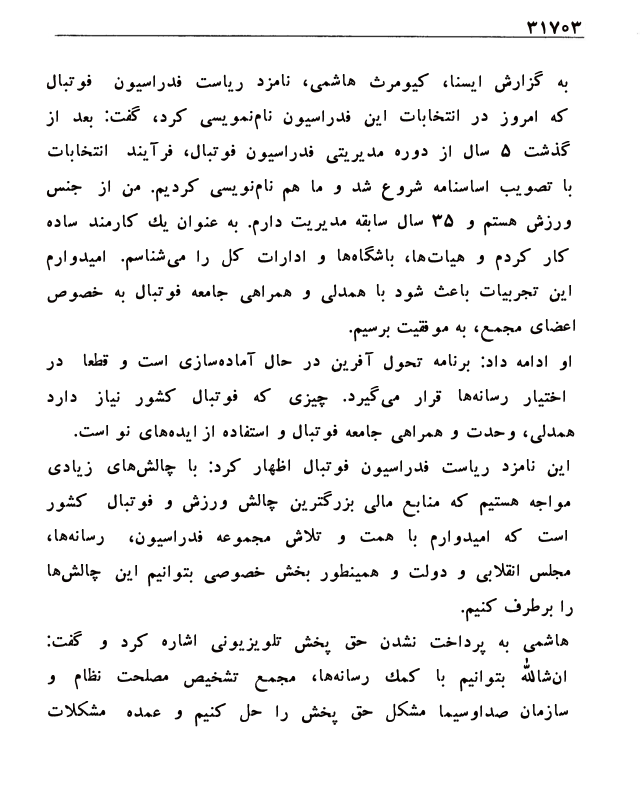 ۳۱۷۰۳
به گزارش ایسنا، کیومرث هاشمی، نامزد ریاست فدراسیون فوتبال
که امروز در انتخابات این فدراسیون نام‌نمویسی کرد، گفت: بعد از
گذشت ۵ سال از دوره مدیریتی فدراسیون فوتبال، فرآیند انتخابات
با تصویب اساسنامه شروع شد و ما هم نام‌نویسی کردیم. من از جنس
ورزش هستم و ۳۵ سال سابقه مدیریت دارم. به عنوان یك کارمند ساده
کار کردم و هیات‌ها، باشگاه‌ها و ادارات کل را می‌شناسم. امیدوارم
این تجربیات باعث شود با همدلی و همراهی جامعه فوتبال به خصوص
اعضای مجمع، به موفقیت برسیم.
او ادامه داد: برنامه تحول آفرین در حال آماده‌سازی است و قطعا در
اختیار رسانه‌ها قرار می‌گیرد. چیزی که فوتبال کشور نیاز دارد
همدلی، وحدت و همراهی جامعه فوتبال و استفاده از ایده‌های نو است.
این نامزد ریاست فدراسیون فوتبال اظهار کرد: با چالش‌های زیادی
مواجه هستیم که منابع مالی بزرگترین چالش ورزش و فوتبال کشور
است که امیدوارم با همت و تلاش مجموعه فدراسیون، رسانه‌ها،
مجلس انقلابی و دولت و همینطور بخش خصوصی بتوانیم این چالش‌ها
را برطرف کنیم.
هاشمی به پرداخت نشدن حق پخش تلویزیونی اشاره کرد و گفت:
ان‌شاالله بتوانیم با کمك رسانه‌ها، مجمع تشخیص مصلحت نظام و
سازمان صداوسیما مشکل حق پخش را حل کنیم و عمده مشکلات